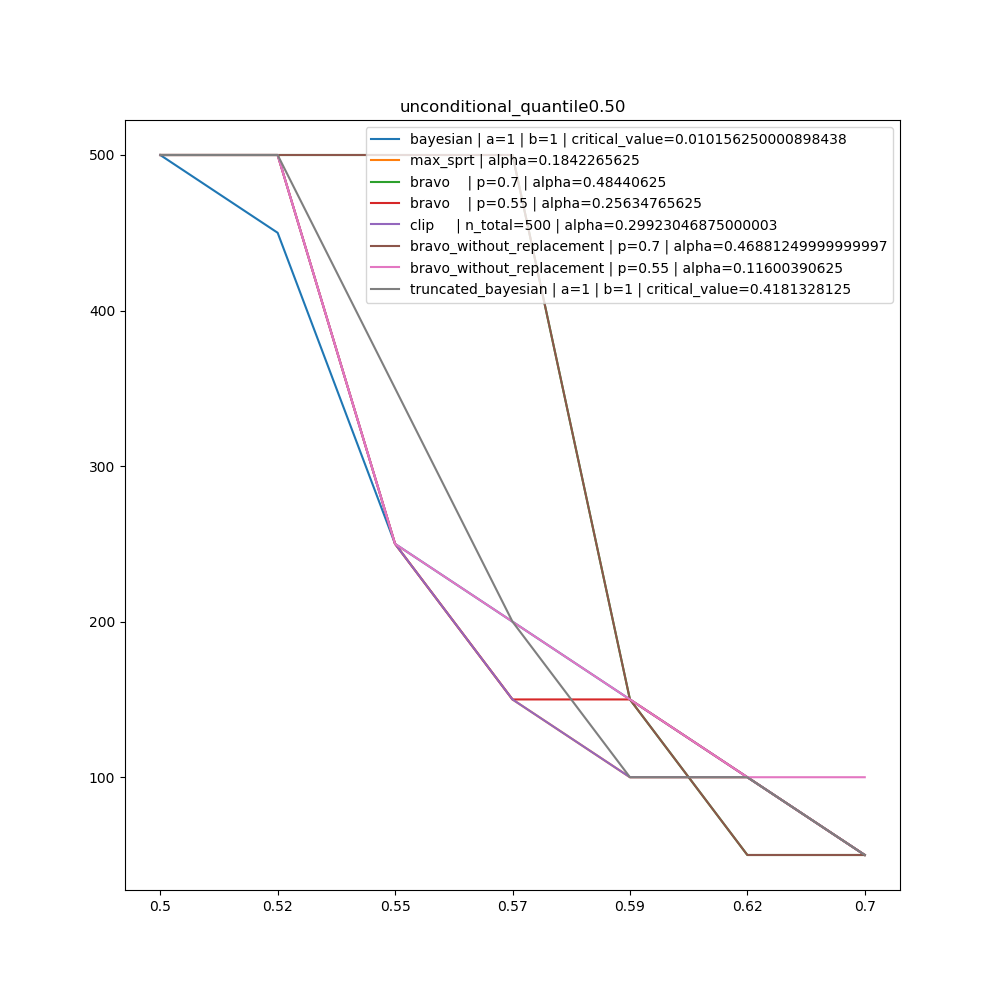 unconditional_quantile0.50
bayesian | a=1 | b=1 | critical_value=0.010156250000898438
max_sprt | alpha=0.1842265625
bravo    | p=0.7 | alpha=0.48440625
bravo    | p=0.55 | alpha=0.25634765625
clip     | n_total=500 | alpha=0.29923046875000003
bravo_without_replacement | p=0.7 | alpha=0.46881249999999997
bravo_without_replacement | p=0.55 | alpha=0.11600390625
truncated_bayesian | a=1 | b=1 | critical_value=0.4181328125
500
400
300
200
100
0.5 0.52 0.55 0.57 0.59 0.62 0.7